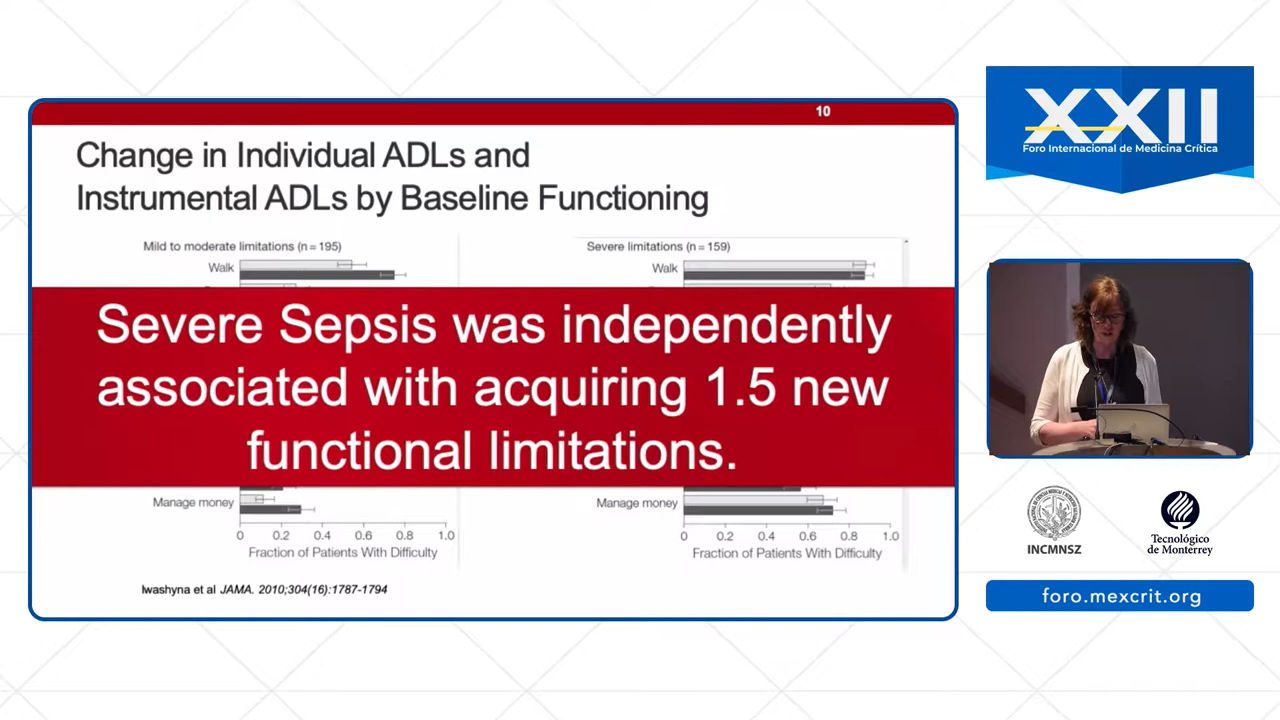 10
Change in Individual ADLs and
Instrumental ADLs by Baseline Functioning
Mild to moderate limitations (n = 195)
Walk
Severe limitations (n = 159)
Walk
Severe Sepsis was independently
associated with acquiring 1.5 new
functional limitations.
Manage money
0 0.2 0.4 0.6 0.8 1.0
Fraction of Patients With Difficulty
Manage money
0 0.2 0.4 0.6 0.8 1.0
Fraction of Patients With Difficulty
Iwashyna et al JAMA. 2010;304(16):1787-1794
XXII
Foro Internacional de Medicina Crítica
INCMNSZ
Tecnológico
de Monterrey
foro.mexcrit.org